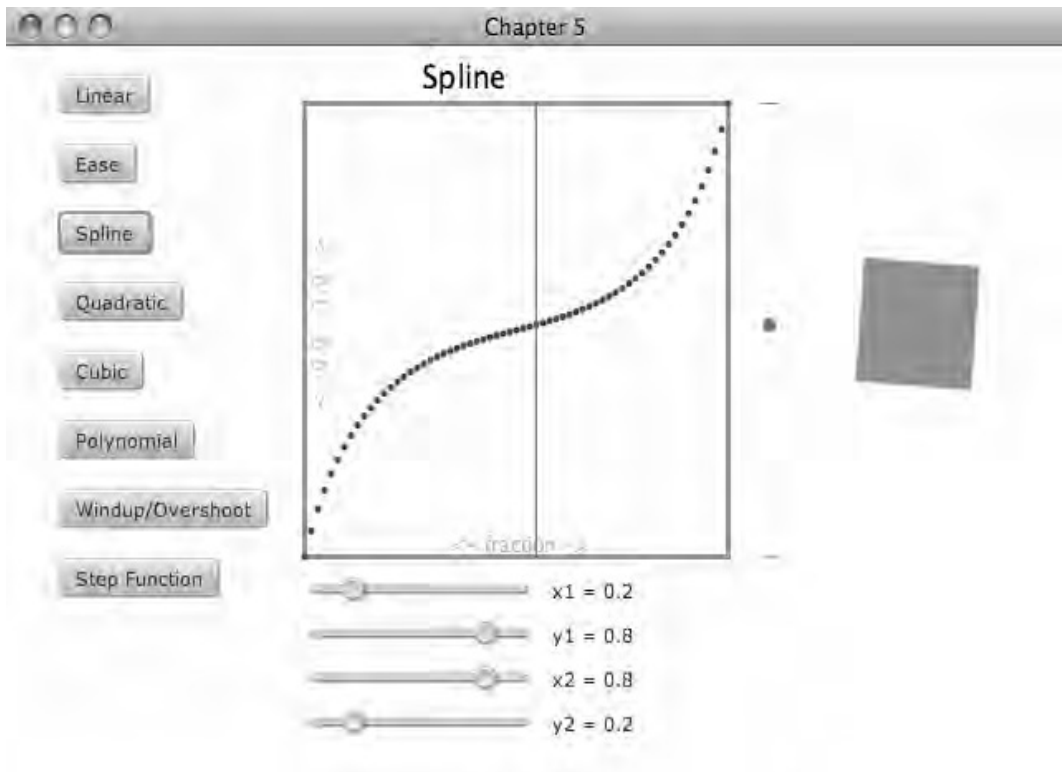 Chapter 5
Spline
Linear
Ease
Spline
Quadratic
Cubic
Polynomial
Windup/Overshoot
Step Function
<- fraction ->
x1 = 0.2
y1 = 0.8
x2 = 0.8
y2 = 0.2